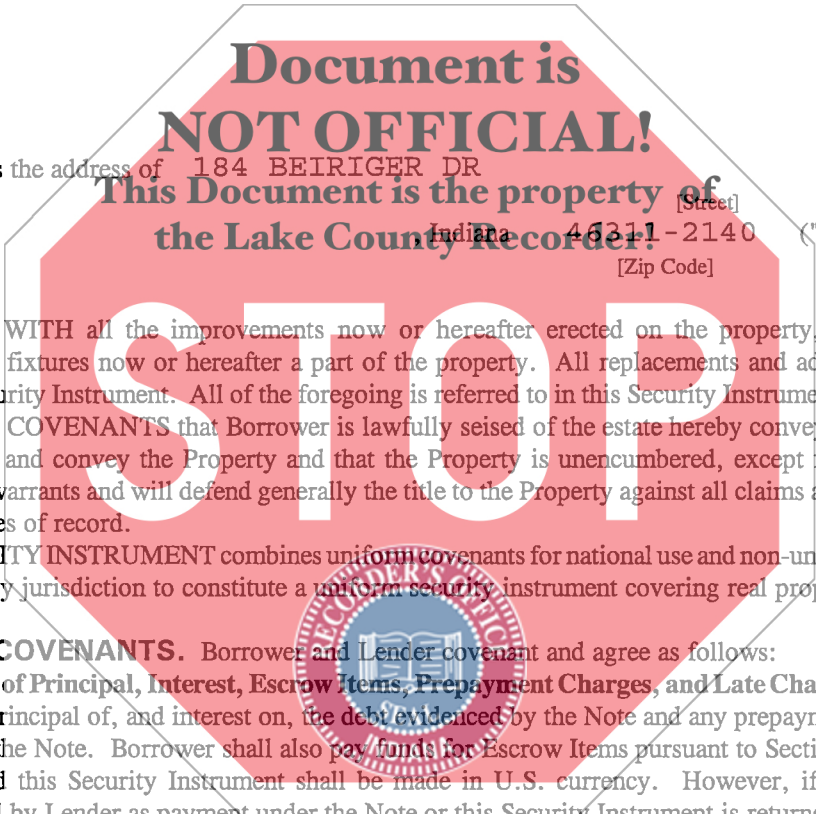 Document is
NOT OFFICIAL!
the address of 184 BEIRIGER DR
This Document is the property of
[Street]
the Lake County Recorder!
, Indiana 46311-2140 ("
[Zip Code]
STOP
WITH all the improvements now or hereafter erected on the property,
fixtures now or hereafter a part of the property. All replacements and ad
urity Instrument. All of the foregoing is referred to in this Security Instrume
COVENANTS that Borrower is lawfully seised of the estate hereby convey
and convey the Property and that the Property is unencumbered, except
varrants and will defend generally the title to the Property against all claims a
es of record.
ITY INSTRUMENT combines uniform covenants for national use and non-un
y jurisdiction to constitute a uniform security instrument covering real prop
RECORDER'S OFFICE
SEAL
COVENANTS. Borrower and Lender covenant and agree as follows:
of Principal, Interest, Escrow Items, Prepayment Charges, and Late Cha
rincipal of, and interest on, the debt evidenced by the Note and any prepaym
he Note. Borrower shall also pay funds for Escrow Items pursuant to Secti
d this Security Instrument shall be made in U.S. currency. However, if
by Lender as payment under the Note or this Security Instrument is returne